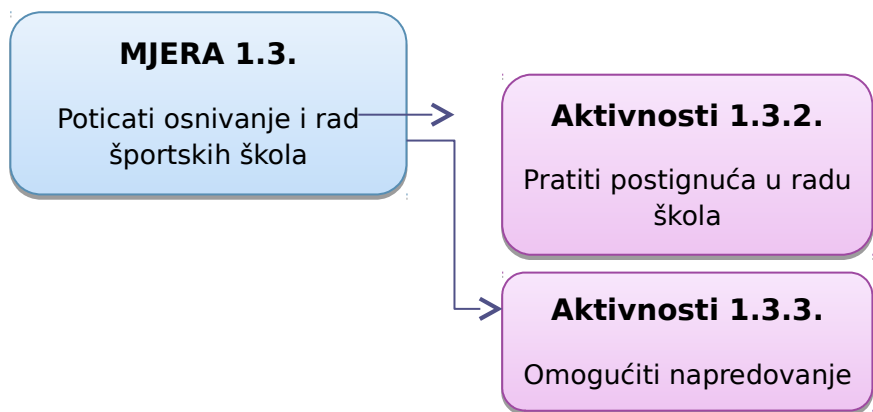 MJERA 1.3.
Poticati osnivanje i rad
športskih škola
Aktivnosti 1.3.2.
Pratiti postignuća u radu
škola
Aktivnosti 1.3.3.
Omogućiti napredovanje